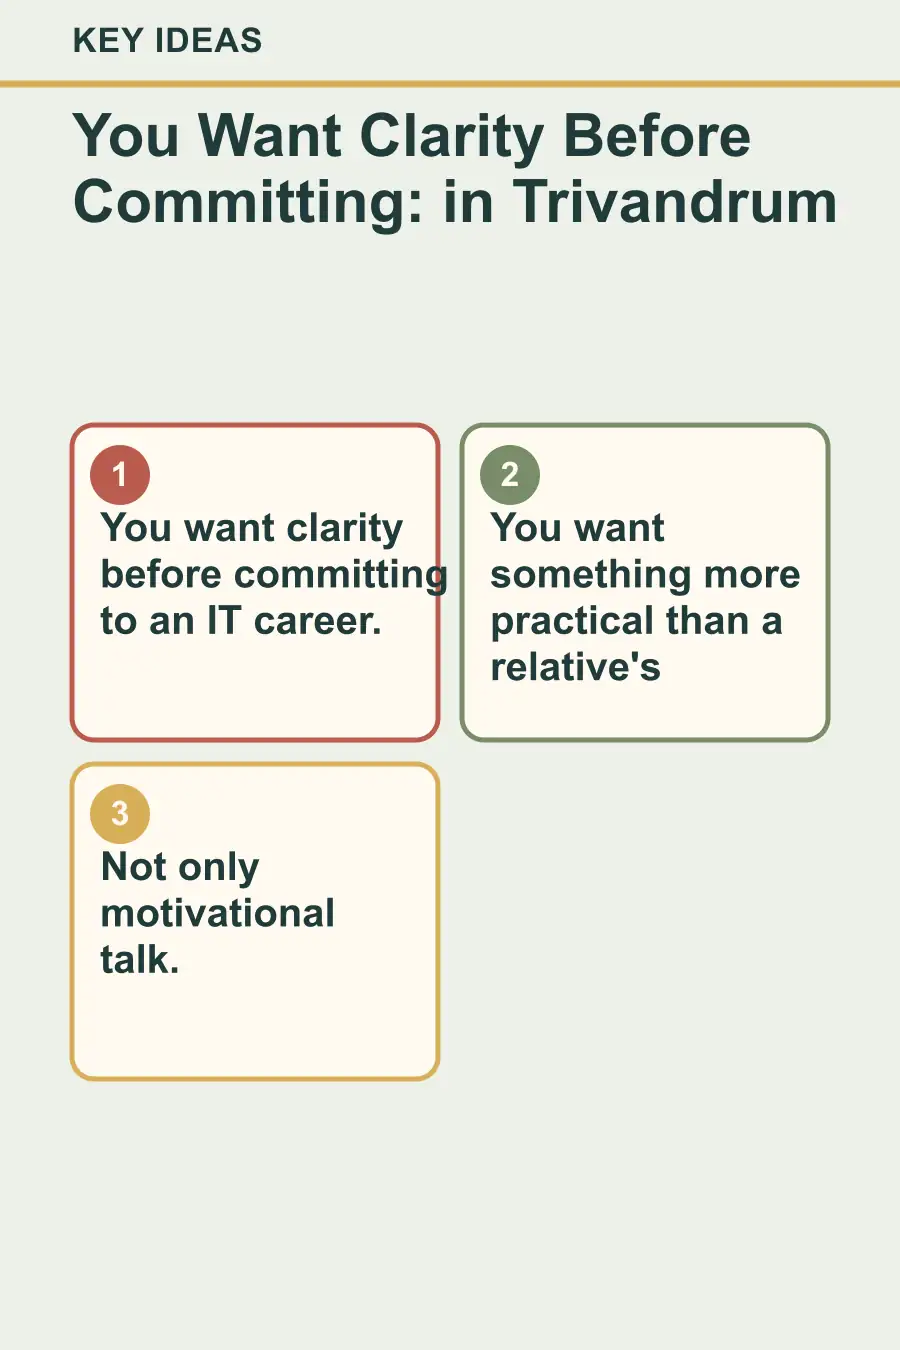 KEY IDEAS
You Want Clarity Before
Committing: in Trivandrum
1
You want clarity
before committing
to an IT career.
2
You want
something more
practical than a
relative's
3
Not only
motivational
talk.